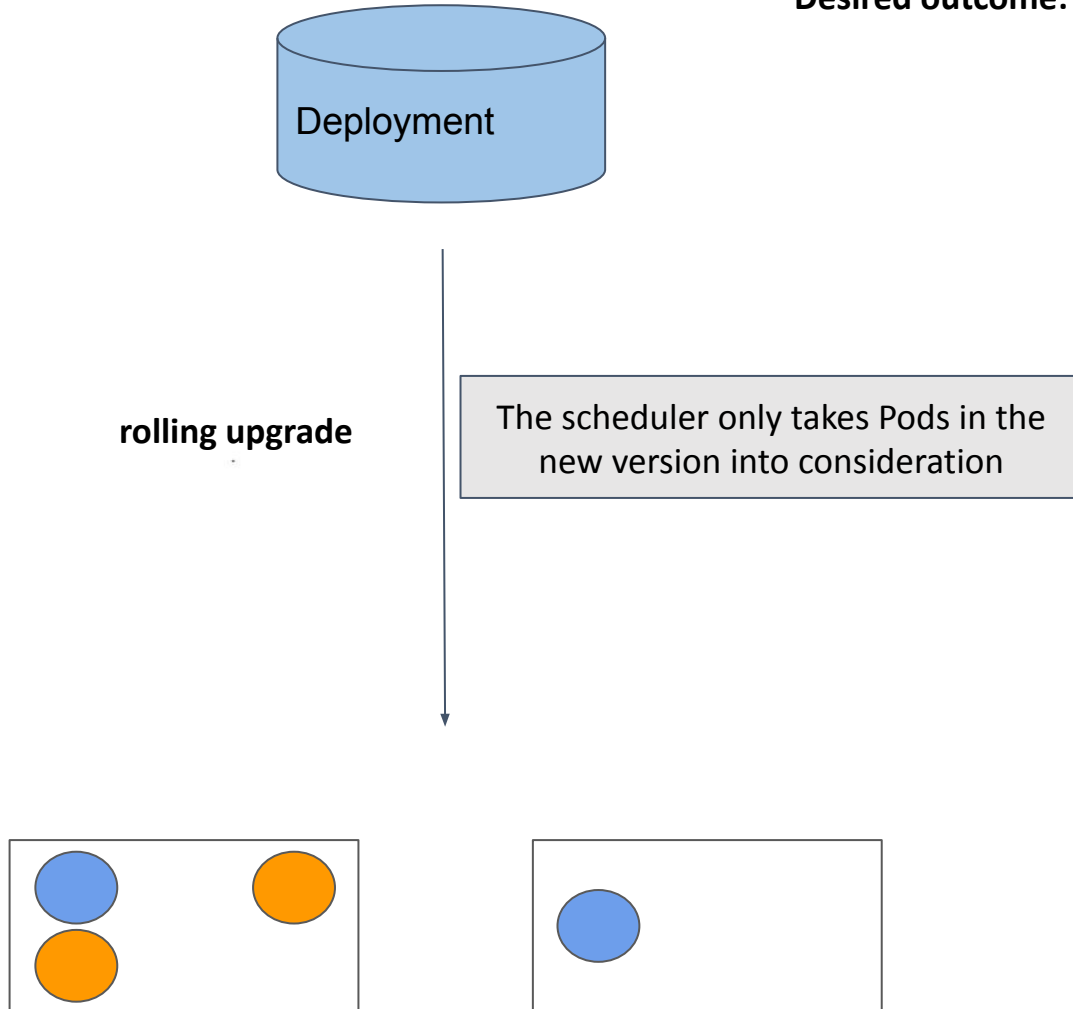 Desired outcome:
Deployment
rolling upgrade
The scheduler only takes Pods in the
new version into consideration